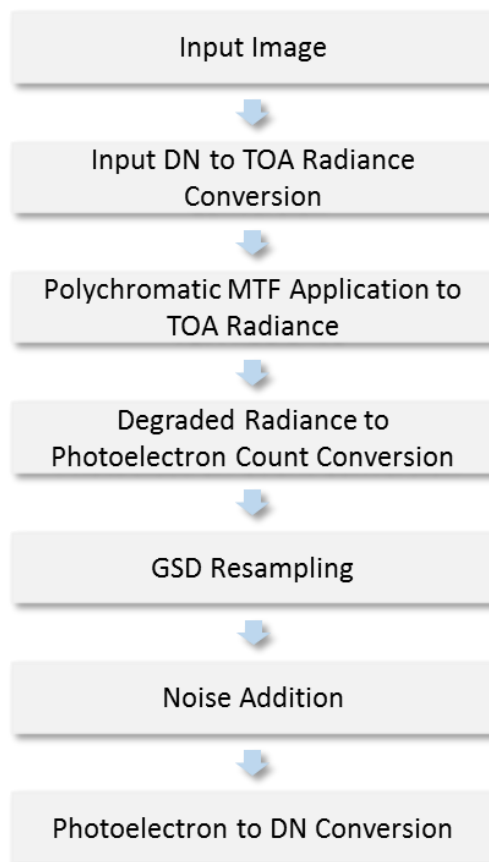 Input Image
Input DN to TOA Radiance
Conversion
Polychromatic MTF Application to
TOA Radiance
Degraded Radiance to
Photoelectron Count Conversion
GSD Resampling
Noise Addition
Photoelectron to DN Conversion